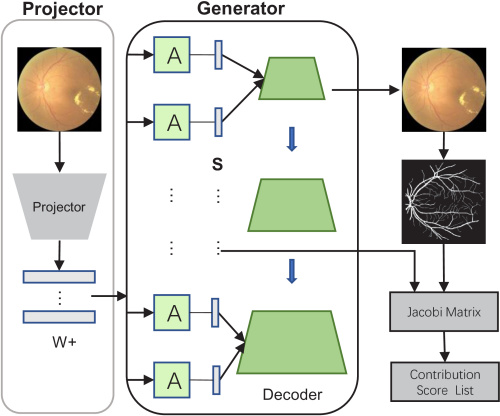 Projector
Generator
A
A
S
Projector
W+
A
A
Decoder
Jacobi Matrix
Contribution
Score List